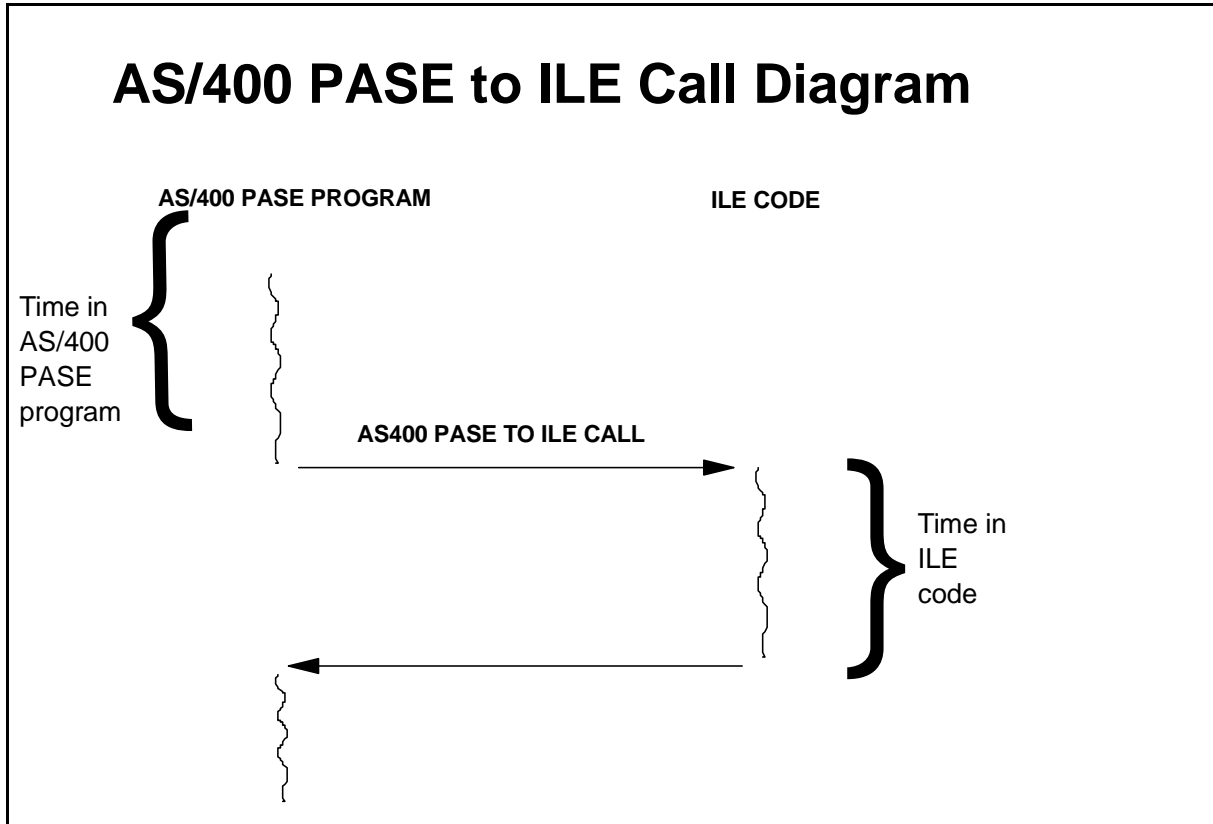 AS/400 PASE to ILE Call Diagram
AS/400 PASE PROGRAM
ILE CODE
Time in
AS/400
PASE
program
AS400 PASE TO ILE CALL
Time in
ILE
code